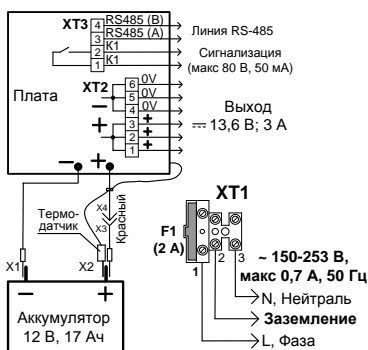 XT3
4 RS485 (B)
3 RS485 (A)
2 К1
1 К1
Линия RS-485
Сигнализация
(макс 80 В, 50 мА)
Плата
XT2
6 0V
5 0V
4 0V
3 +
2 +
1 +
−
+
Выход
13,6 В; 3 А
− +
X4
X3
Красный
Термо-
датчик
X1
X2
− +
Аккумулятор
12 В, 17 Ач
XT1
F1
(2 А)
1 2 3
~ 150-253 В,
макс 0,7 А, 50 Гц
N, Нейтраль
Заземление
L, Фаза